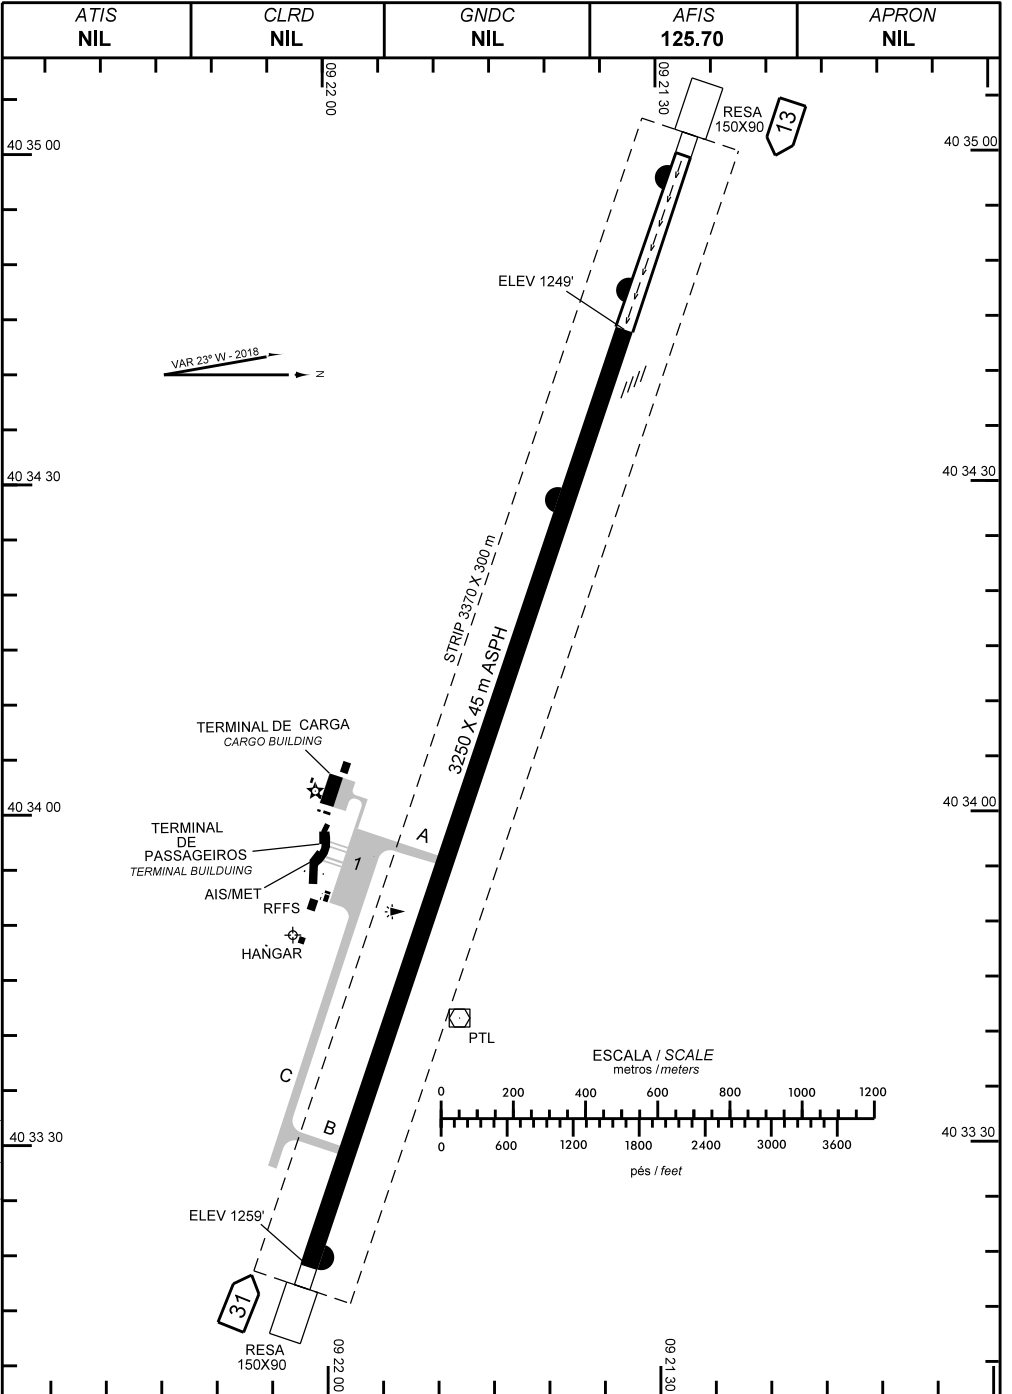 ATIS
NIL
CLRD
NIL
GNDC
NIL
AFIS
125.70
APRON
NIL
09 22 00
09 21 30
RESA
150X90
13
40 35 00
40 35 00
ELEV 1249'
VAR 23º W - 2018
N
40 34 30
40 34 30
STRIP 3370 X 300 m
3250 X 45 m ASPH
TERMINAL DE CARGA
CARGO BUILDING
40 34 00
40 34 00
TERMINAL
DE
PASSAGEIROS
TERMINAL BUILDUING
A
1
AIS/MET
RFFS
HANGAR
PTL
ESCALA / SCALE
metros / meters
0 200 400 600 800 1000 1200
0 600 1200 1800 2400 3000 3600
pés / feet
C
B
40 33 30
40 33 30
ELEV 1259'
31
RESA
150X90
09 22 00
09 21 30